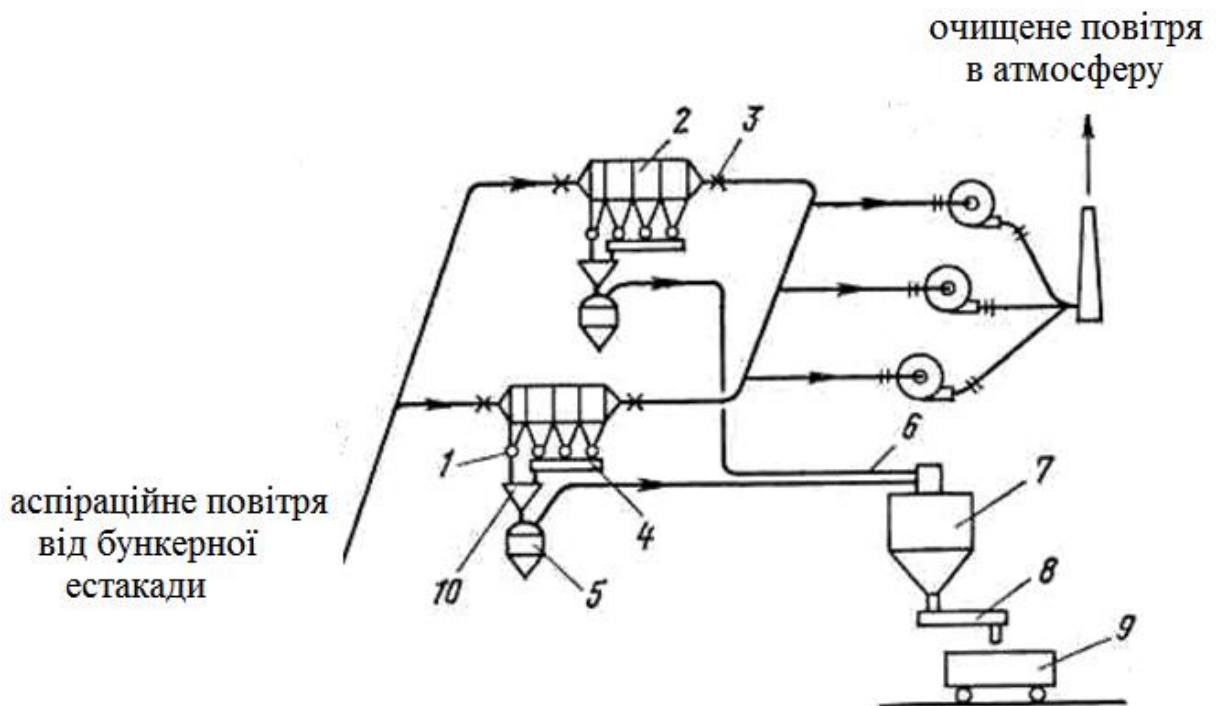 очищене повітря
в атмосферу
2
3
1
6
7
аспіраційне повітря
від бункерної
естакади
4
10
5
8
9